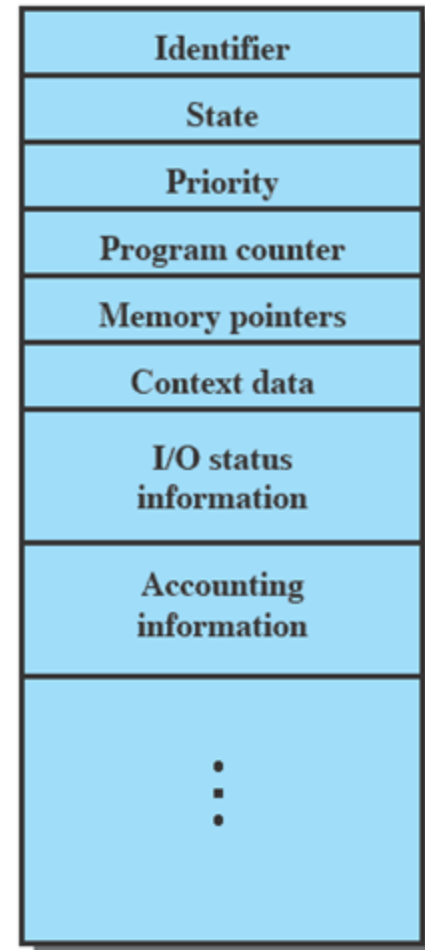 Identifier
State
Priority
Program counter
Memory pointers
Context data
I/O status
information
Accounting
information